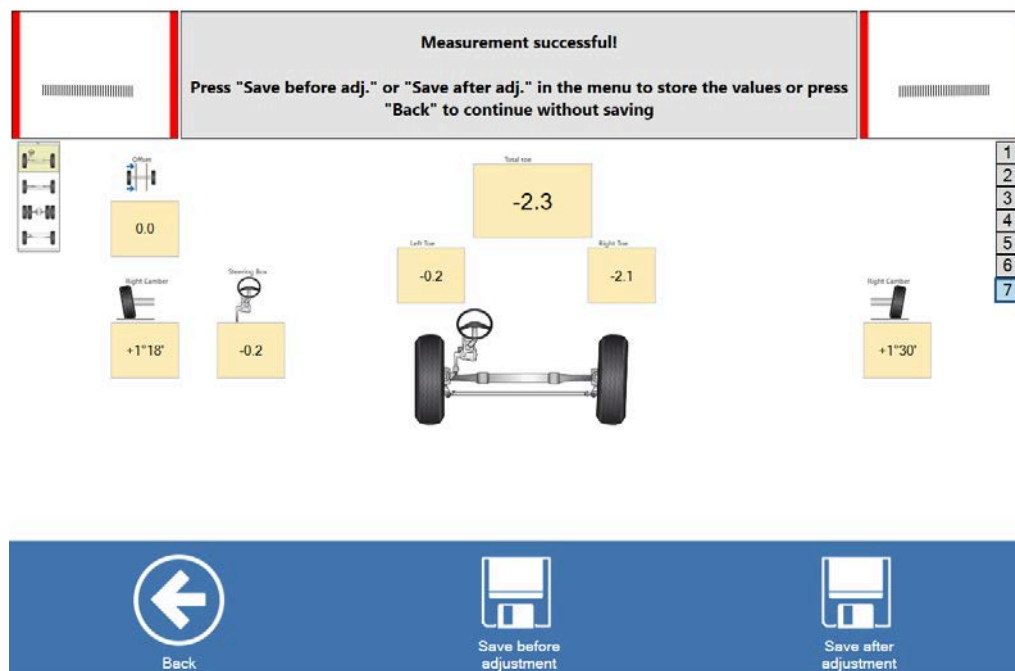 Measurement successful!
Press "Save before adj." or "Save after adj." in the menu to store the values or press
"Back" to continue without saving
1
2
3
4
5
6
7
Offset
0.0
Total toe
-2.3
Left Toe
-0.2
Right Toe
-2.1
Right Camber
+1°18'
Steering Box
-0.2
Right Camber
+1°30'
Back
Save before
adjustment
Save after
adjustment